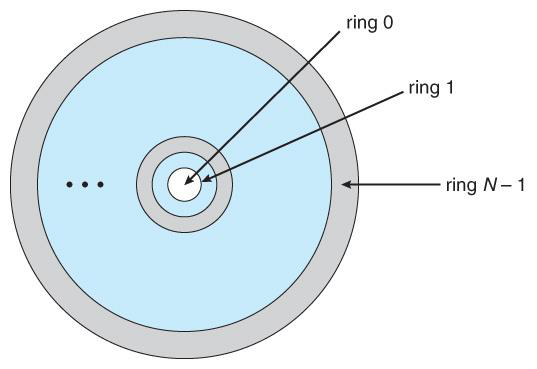 ring 0
ring 1
ring N – 1